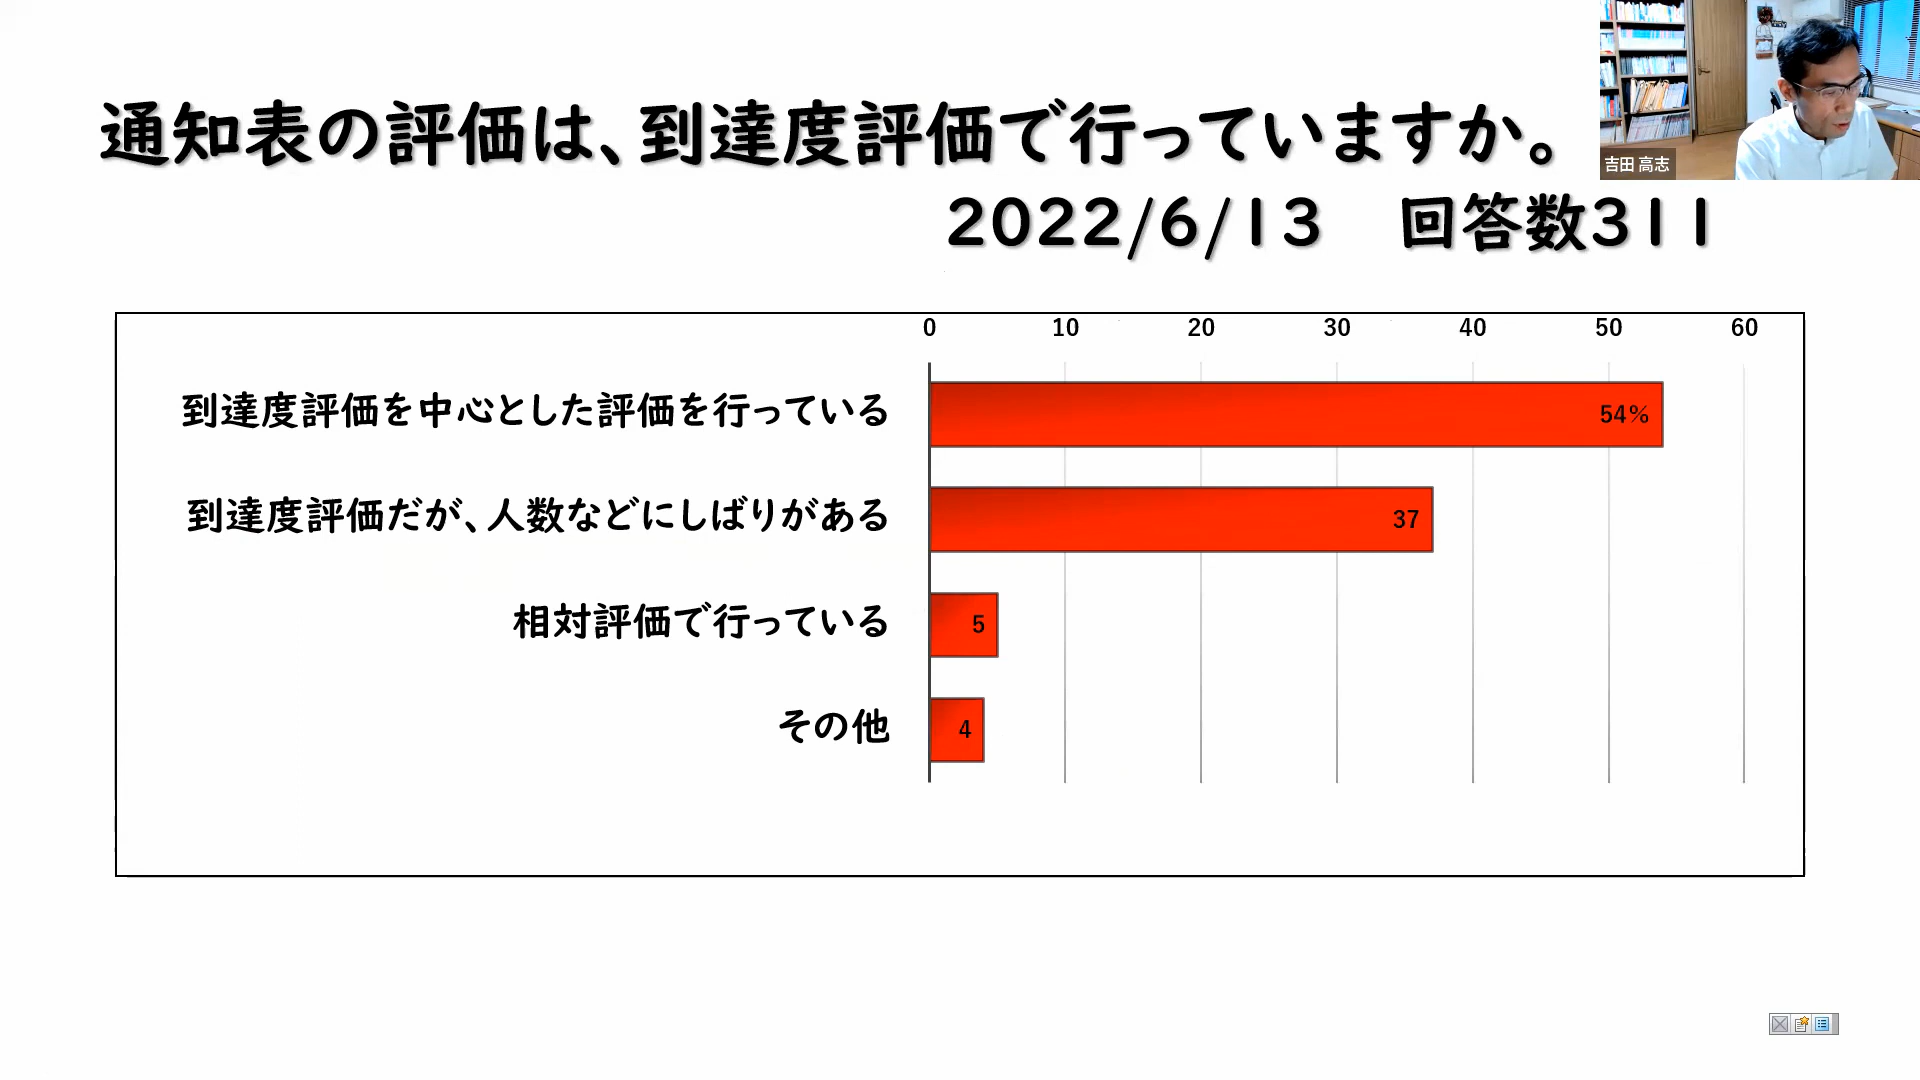 通知表の評価は、到達度評価で行っていますか。
2022/6/13　回答数311
吉田 高志
0 10 20 30 40 50 60
到達度評価を中心とした評価を行っている 54%
到達度評価だが、人数などにしばりがある 37
相対評価で行っている 5
その他 4